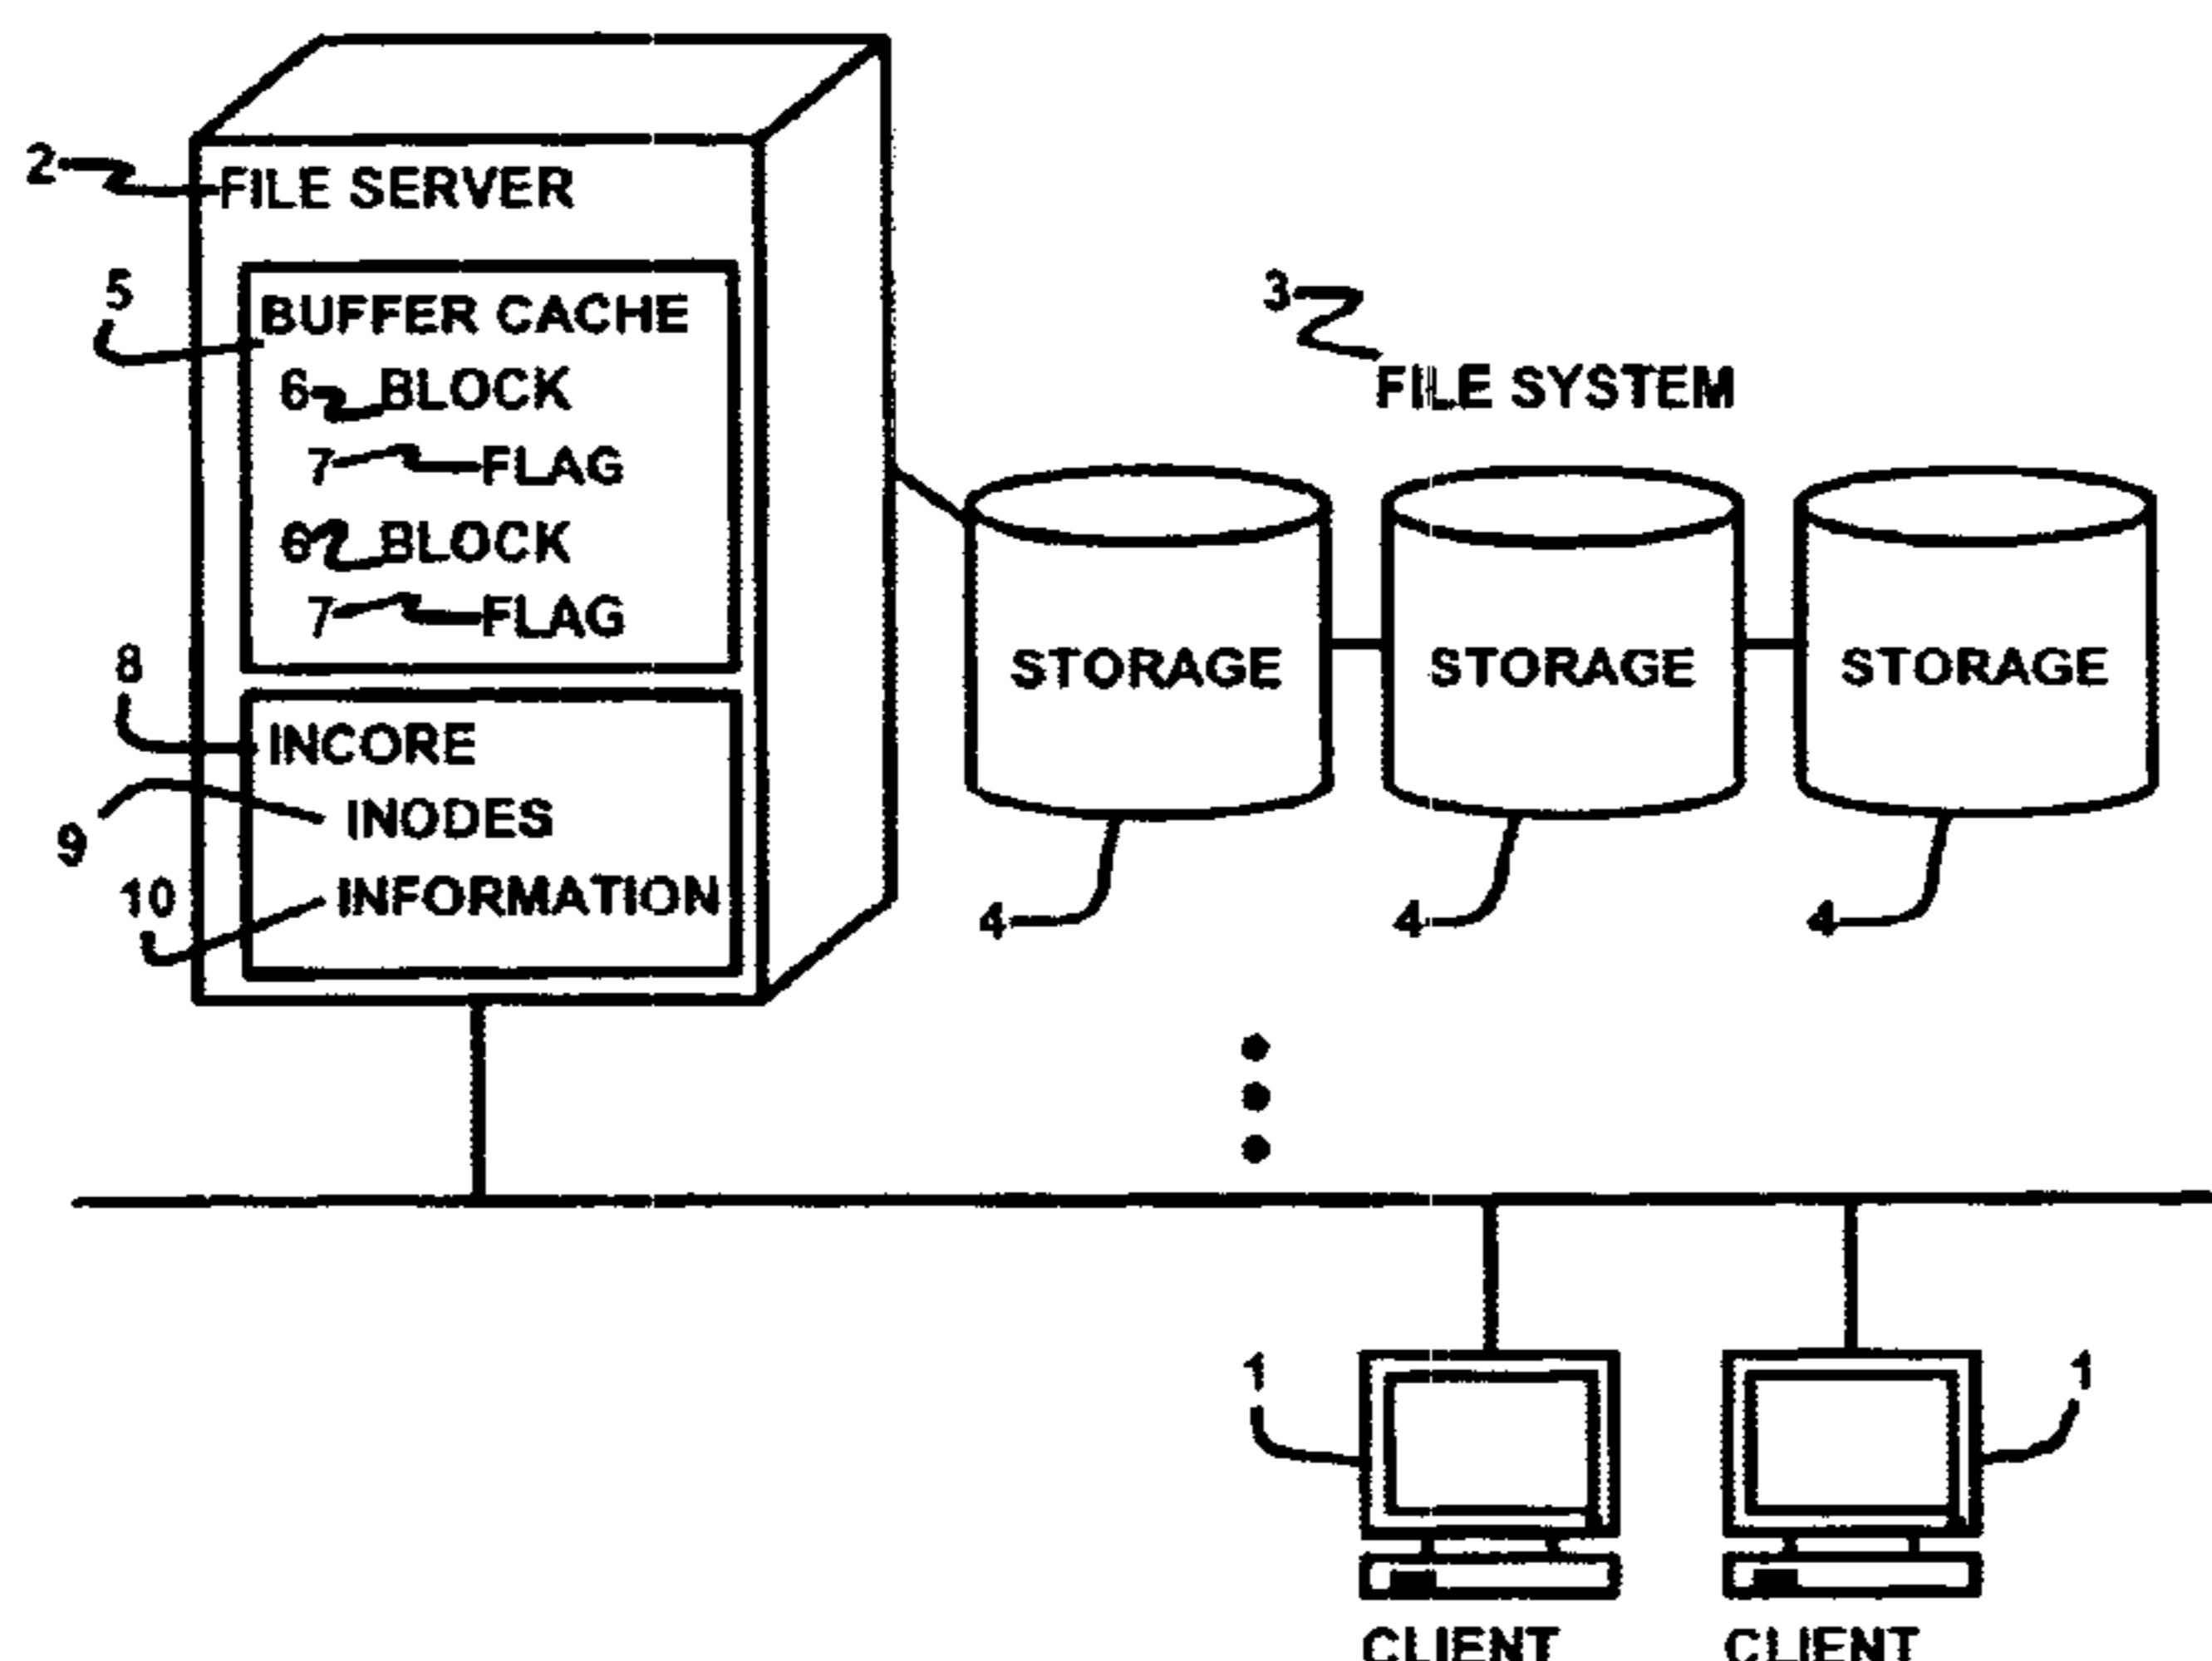 2 FILE SERVER
5 BUFFER CACHE
6 BLOCK
7 FLAG
6 BLOCK
7 FLAG
8 INCORE
9 INODES
10 INFORMATION
3 FILE SYSTEM
STORAGE STORAGE STORAGE
4 4 4
1 1
CLIENT CLIENT